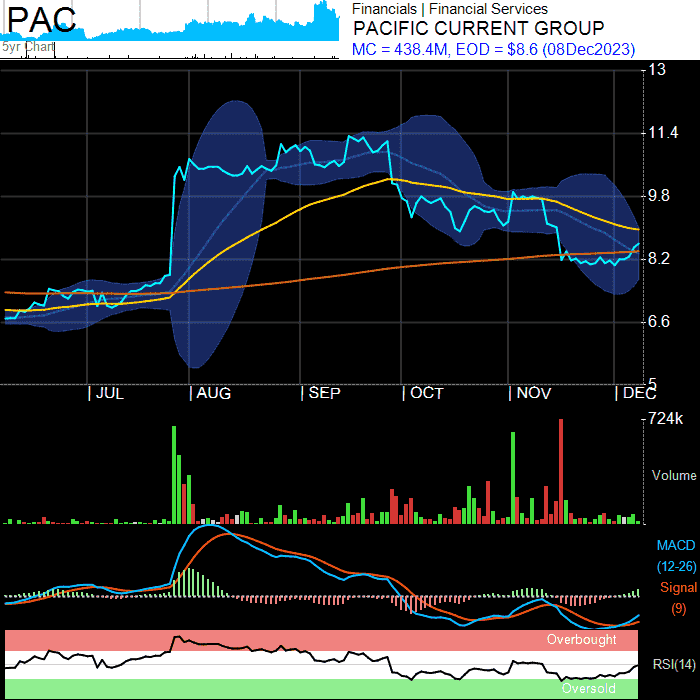 PAC
5yr Chart
Financials | Financial Services
PACIFIC CURRENT GROUP
MC = 438.4M, EOD = $8.6 (08Dec2023)
13
11.4
9.8
8.2
6.6
5
JUL AUG SEP OCT NOV DEC
724k
Volume
MACD
(12-26)
Signal
(9)
Overbought
RSI(14)
Oversold